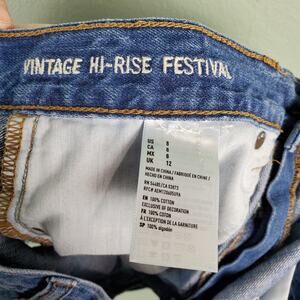 VINTAGE HI-RISE FESTIVAL
US 8
CA 8
MX 8
UK 12
MADE IN CHINA / FABRIQUÉ EN CHINE /
HECHO EN CHINA
RN 54485/CA 03873
EN 100% COTTON
EXCLUSIVE OF DECORATION
FR 100% COTON
À L'EXCEPTION DE LA GARNITURE
SP 100% algodón